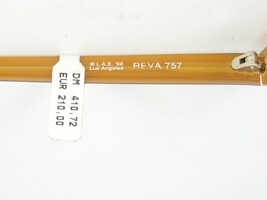 © L.A.E. '98
Los Angeles
REVA 757
DM 410,72
EUR 210,00